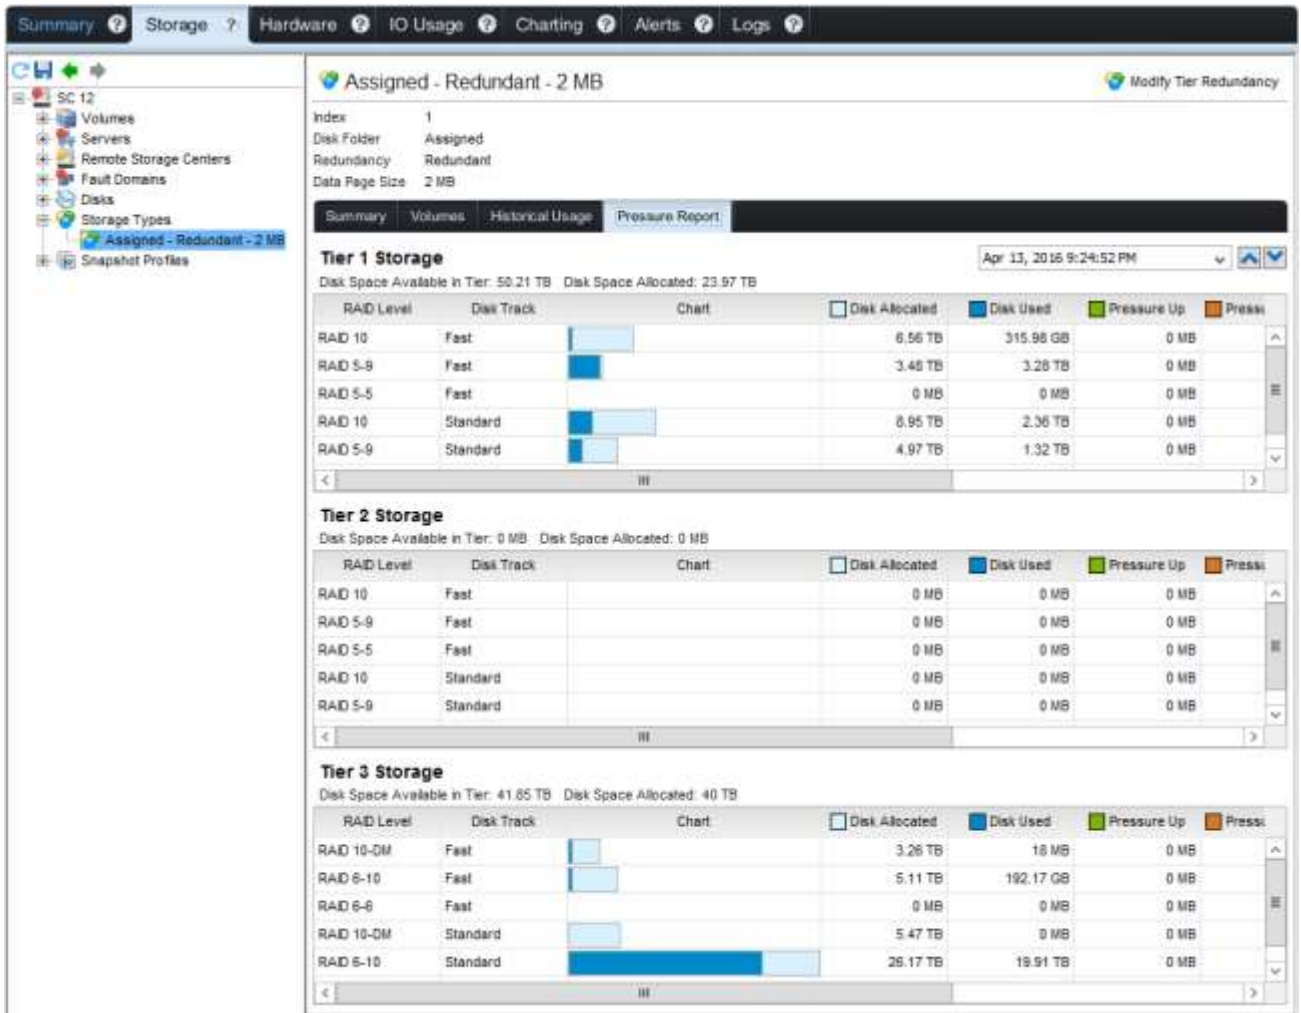 Summary ? Storage ? Hardware ? IO Usage ? Charting ? Alerts ? Logs ?
SC 12
Volumes
Servers
Remote Storage Centers
Fault Domains
Disks
Storage Types
Assigned - Redundant - 2 MB
Snapshot Profiles
Assigned - Redundant - 2 MB Modify Tier Redundancy
Index 1
Disk Folder Assigned
Redundancy Redundant
Data Page Size 2 MB
Summary Volumes Historical Usage Pressure Report
Tier 1 Storage Apr 13, 2016 9:24:52 PM
Disk Space Available in Tier: 50.21 TB Disk Space Allocated: 23.97 TB
RAID Level Disk Track Chart Disk Allocated Disk Used Pressure Up Pressu
RAID 10 Fast 6.56 TB 315.98 GB 0 MB
RAID 5-9 Fast 3.48 TB 3.28 TB 0 MB
RAID 5-5 Fast 0 MB 0 MB 0 MB
RAID 10 Standard 8.95 TB 2.36 TB 0 MB
RAID 5-9 Standard 4.97 TB 1.32 TB 0 MB
Tier 2 Storage
Disk Space Available in Tier: 0 MB Disk Space Allocated: 0 MB
RAID Level Disk Track Chart Disk Allocated Disk Used Pressure Up Pressu
RAID 10 Fast 0 MB 0 MB 0 MB
RAID 5-9 Fast 0 MB 0 MB 0 MB
RAID 5-5 Fast 0 MB 0 MB 0 MB
RAID 10 Standard 0 MB 0 MB 0 MB
RAID 5-9 Standard 0 MB 0 MB 0 MB
Tier 3 Storage
Disk Space Available in Tier: 41.85 TB Disk Space Allocated: 40 TB
RAID Level Disk Track Chart Disk Allocated Disk Used Pressure Up Pressu
RAID 10-DM Fast 3.26 TB 18 MB 0 MB
RAID 6-10 Fast 5.11 TB 192.17 GB 0 MB
RAID 6-6 Fast 0 MB 0 MB 0 MB
RAID 10-DM Standard 5.47 TB 0 MB 0 MB
RAID 6-10 Standard 26.17 TB 19.91 TB 0 MB